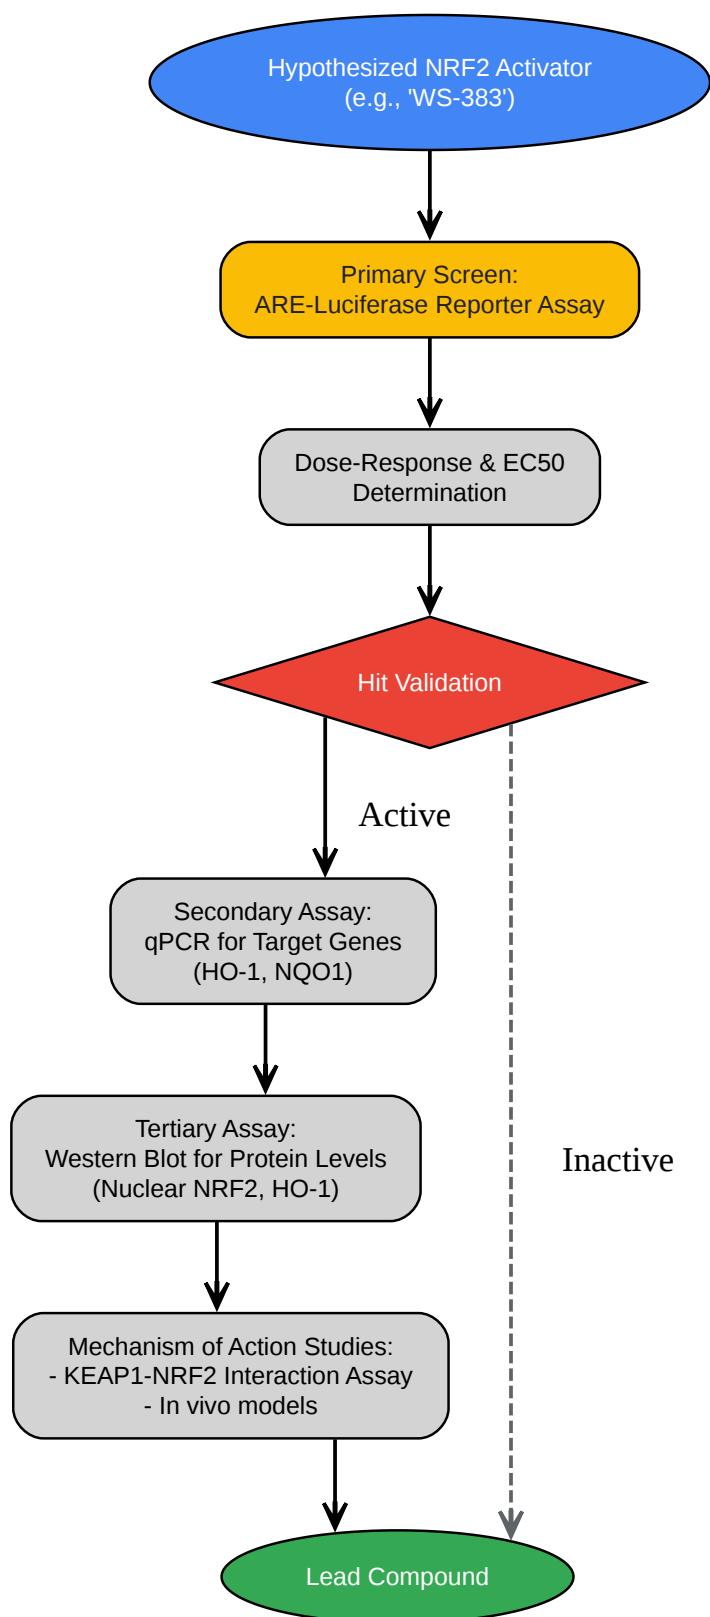 Hypothesized NRF2 Activator
(e.g., 'WS-383')
Primary Screen:
ARE-Luciferase Reporter Assay
Dose-Response & EC50
Determination
Hit Validation
Active
Secondary Assay:
qPCR for Target Genes
(HO-1, NQO1)
Tertiary Assay:
Western Blot for Protein Levels
(Nuclear NRF2, HO-1)
Inactive
Mechanism of Action Studies:
- KEAP1-NRF2 Interaction Assay
- In vivo models
Lead Compound